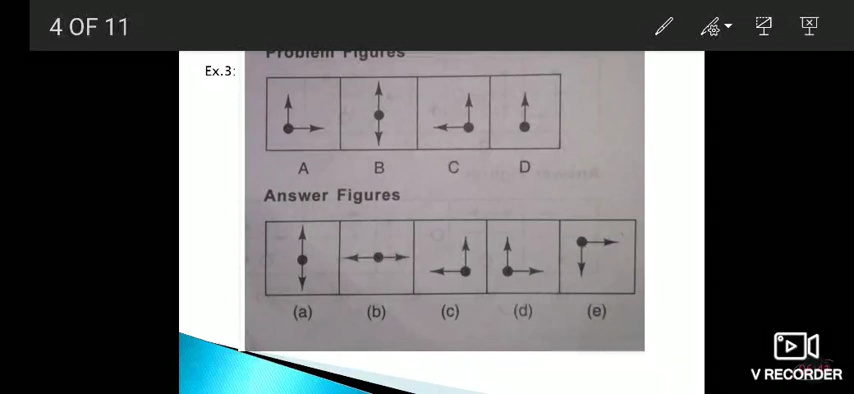 4 OF 11
Problem Figures
Ex.3:
A B C D
Answer Figures
(a) (b) (c) (d) (e)
V RECORDER